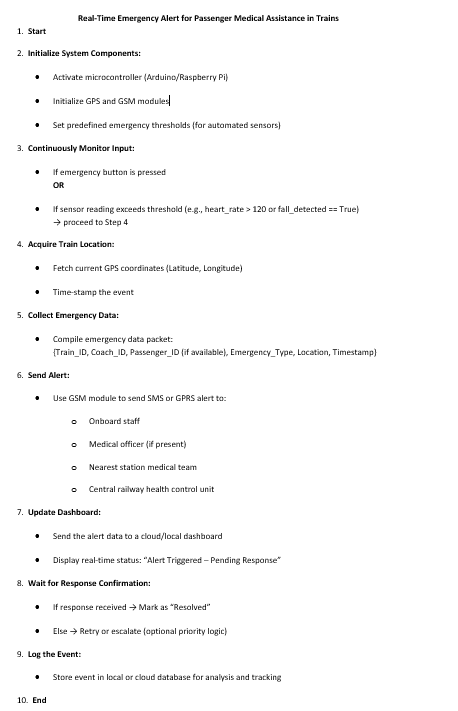 Real-Time Emergency Alert for Passenger Medical Assistance in Trains
1. Start
2. Initialize System Components:
• Activate microcontroller (Arduino/Raspberry Pi)
• Initialize GPS and GSM modules
• Set predefined emergency thresholds (for automated sensors)
3. Continuously Monitor Input:
• If emergency button is pressed
OR
• If sensor reading exceeds threshold (e.g., heart_rate > 120 or fall_detected == True)
→ proceed to Step 4
4. Acquire Train Location:
• Fetch current GPS coordinates (Latitude, Longitude)
• Time-stamp the event
5. Collect Emergency Data:
• Compile emergency data packet:
{Train_ID, Coach_ID, Passenger_ID (if available), Emergency_Type, Location, Timestamp}
6. Send Alert:
• Use GSM module to send SMS or GPRS alert to:
o Onboard staff
o Medical officer (if present)
o Nearest station medical team
o Central railway health control unit
7. Update Dashboard:
• Send the alert data to a cloud/local dashboard
• Display real-time status: “Alert Triggered – Pending Response”
8. Wait for Response Confirmation:
• If response received → Mark as “Resolved”
• Else → Retry or escalate (optional priority logic)
9. Log the Event:
• Store event in local or cloud database for analysis and tracking
10. End